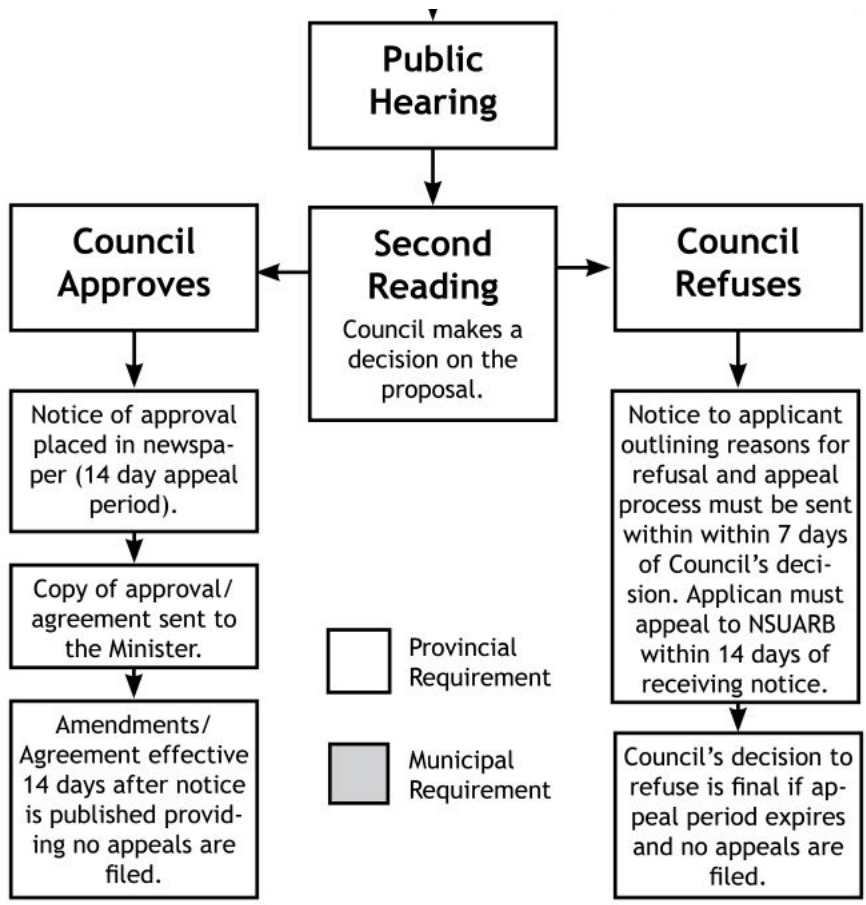 Public
Hearing
Second
Reading
Council makes a
decision on the
proposal.
Council
Approves
Notice of approval
placed in newspa-
per (14 day appeal
period).
Copy of approval/
agreement sent to
the Minister.
Amendments/
Agreement effective
14 days after notice
is published provid-
ing no appeals are
filed.
Council
Refuses
Notice to applicant
outlining reasons for
refusal and appeal
process must be sent
within within 7 days
of Council's deci-
sion. Applican must
appeal to NSUARB
within 14 days of
receiving notice.
Council's decision to
refuse is final if ap-
peal period expires
and no appeals are
filed.
Provincial
Requirement
Municipal
Requirement